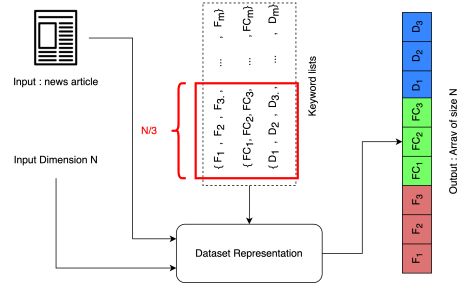 Input : news article
Input Dimension N
N/3
{ F1 , F2 , F3. , ... , Fm}
{ FC1, FC2, FC3, ... , FCm}
{ D1 , D2 , D3. , ... , Dm}
Keyword lists
Dataset Representation
D3
D2
D1
FC3
FC2
FC1
F3
F2
F1
Output : Array of size N